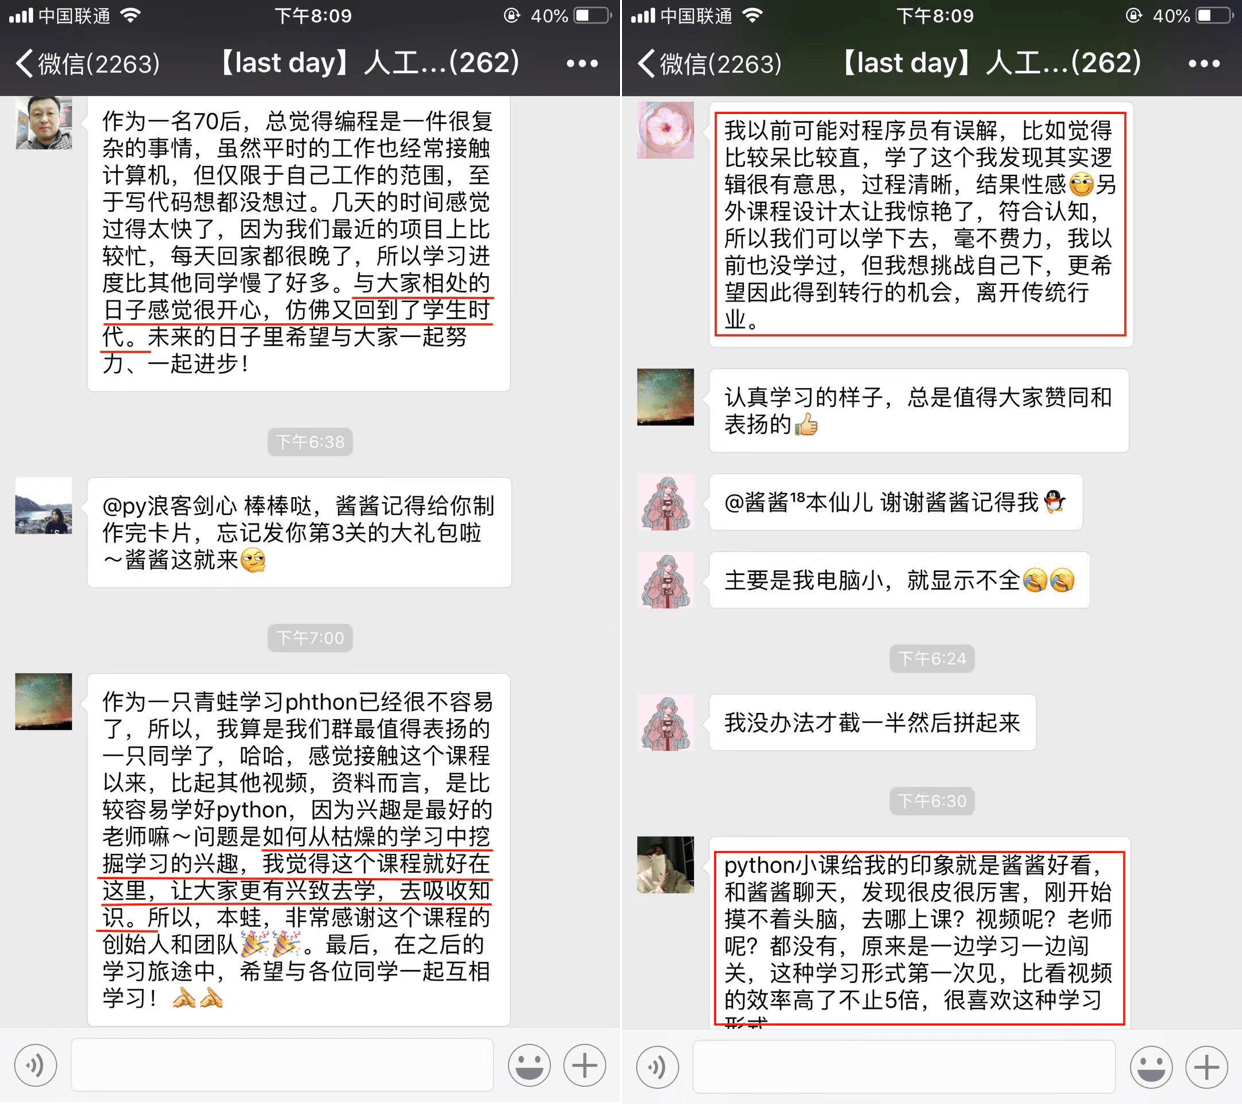 中国联通
下午8:09
40%
微信(2263)
【last day】人工...(262)
作为一名70后，总觉得编程是一件很复
杂的事情，虽然平时的工作也经常接触
计算机，但仅限于自己工作的范围，至
于写代码想都没想过。几天的时间感觉
过得太快了，因为我们最近的项目上比
较忙，每天回家都很晚了，所以学习进
度比其他同学慢了好多。与大家相处的
日子感觉很开心，仿佛又回到了学生时
代。未来的日子里希望与大家一起努
力、一起进步！
下午6:38
@py浪客剑心 棒棒哒，酱酱记得给你制
作完卡片，忘记发你第3关的大礼包啦
～酱酱这就来
下午7:00
作为一只青蛙学习phthon已经很不容易
了，所以，我算是我们群最值得表扬的
一只同学了，哈哈，感觉接触这个课程
以来，比起其他视频，资料而言，是比
较容易学好python，因为兴趣是最好的
老师嘛～问题是如何从枯燥的学习中挖
掘学习的兴趣，我觉得这个课程就好在
这里，让大家更有兴致去学，去吸收知
识。所以，本蛙，非常感谢这个课程的
创始人和团队🎉🎉。最后，在之后的
学习旅途中，希望与各位同学一起互相
学习！
中国联通
下午8:09
40%
微信(2263)
【last day】人工...(262)
我以前可能对程序员有误解，比如觉得
比较呆比较直，学了这个我发现其实逻
辑很有意思，过程清晰，结果性感 另
外课程设计太让我惊艳了，符合认知，
所以我们可以学下去，毫不费力，我以
前也没学过，但我想挑战自己下，更希
望因此得到转行的机会，离开传统行
业。
认真学习的样子，总是值得大家赞同和
表扬的👍
@酱酱¹⁸本仙儿 谢谢酱酱记得我
主要是我电脑小，就显示不全
下午6:24
我没办法才截一半然后拼起来
下午6:30
python小课给我的印象就是酱酱好看，
和酱酱聊天，发现很皮很厉害，刚开始
摸不着头脑，去哪上课？视频呢？老师
呢？都没有，原来是一边学习一边闯
关，这种学习形式第一次见，比看视频
的效率高了不止5倍，很喜欢这种学习
形式